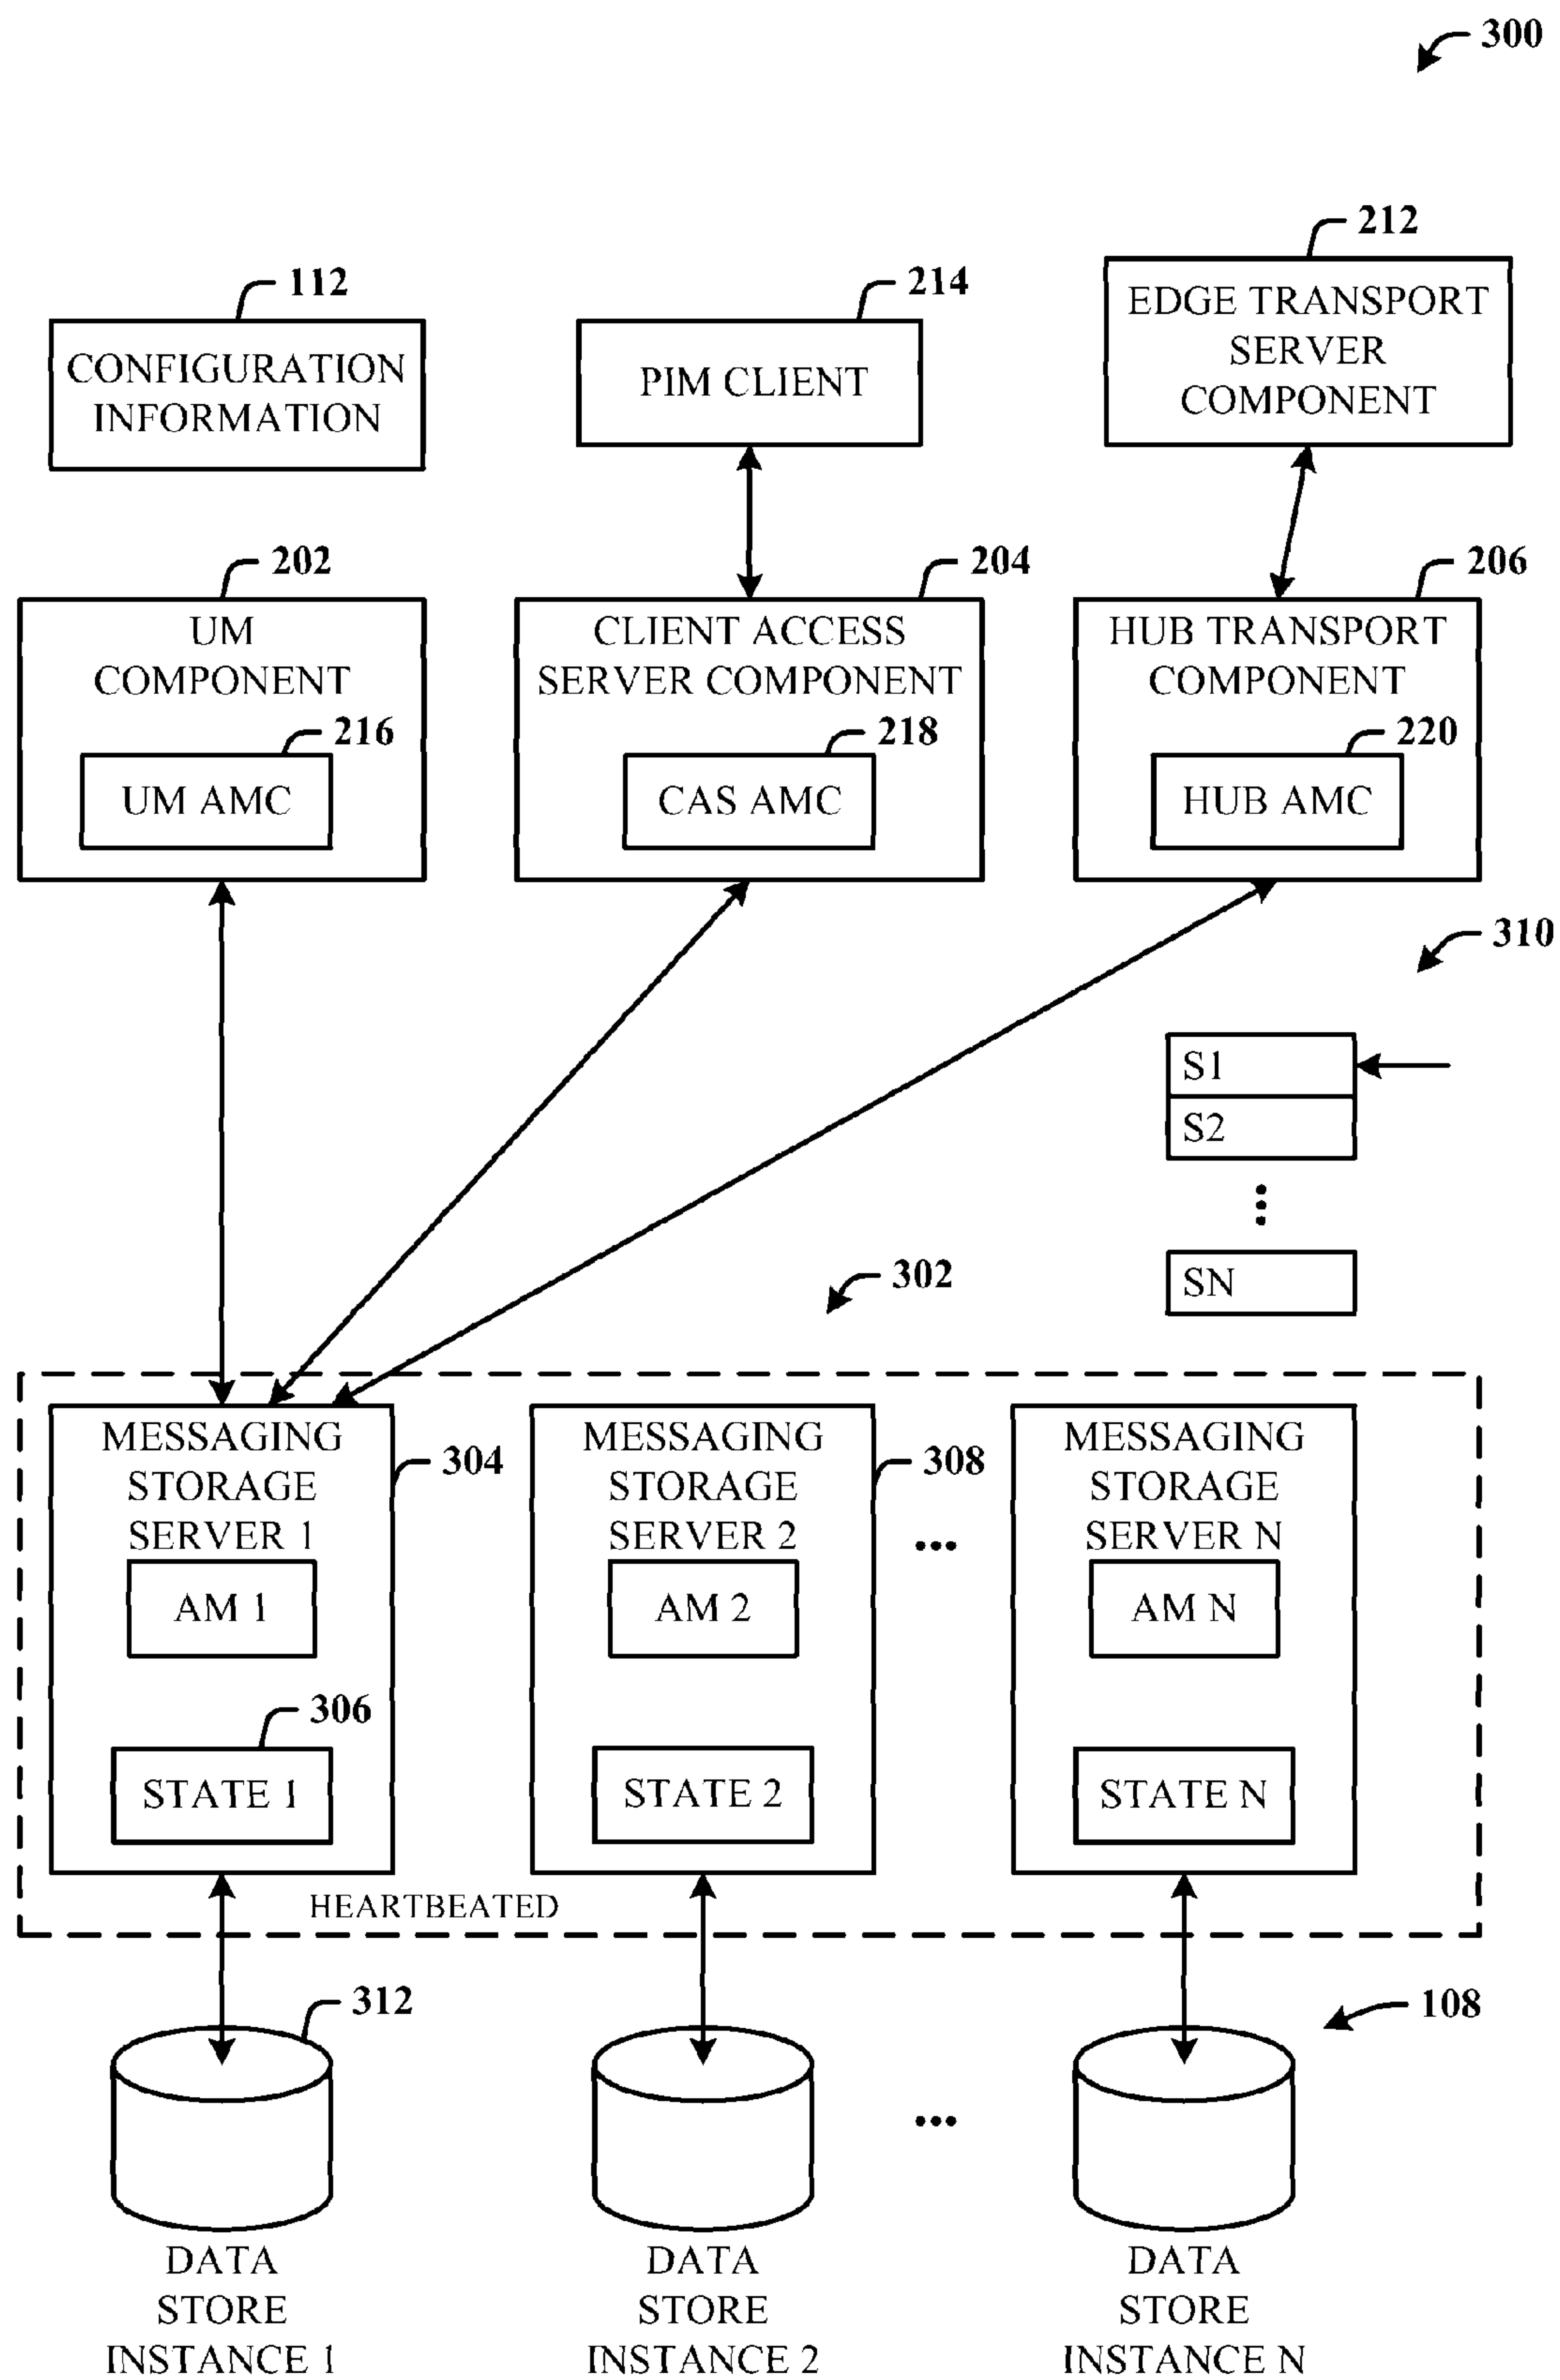 300
212
112
214
EDGE TRANSPORT
SERVER
COMPONENT
CONFIGURATION
INFORMATION
PIM CLIENT
202
204
206
UM
COMPONENT
CLIENT ACCESS
SERVER COMPONENT
HUB TRANSPORT
COMPONENT
216
218
220
UM AMC
CAS AMC
HUB AMC
310
S1
S2
SN
302
MESSAGING
STORAGE
SERVER 1
304
MESSAGING
STORAGE
SERVER 2
308
...
MESSAGING
STORAGE
SERVER N
AM 1
AM 2
AM N
306
STATE 1
STATE 2
STATE N
HEARTBEATED
312
108
...
DATA
STORE
INSTANCE 1
DATA
STORE
INSTANCE 2
DATA
STORE
INSTANCE N